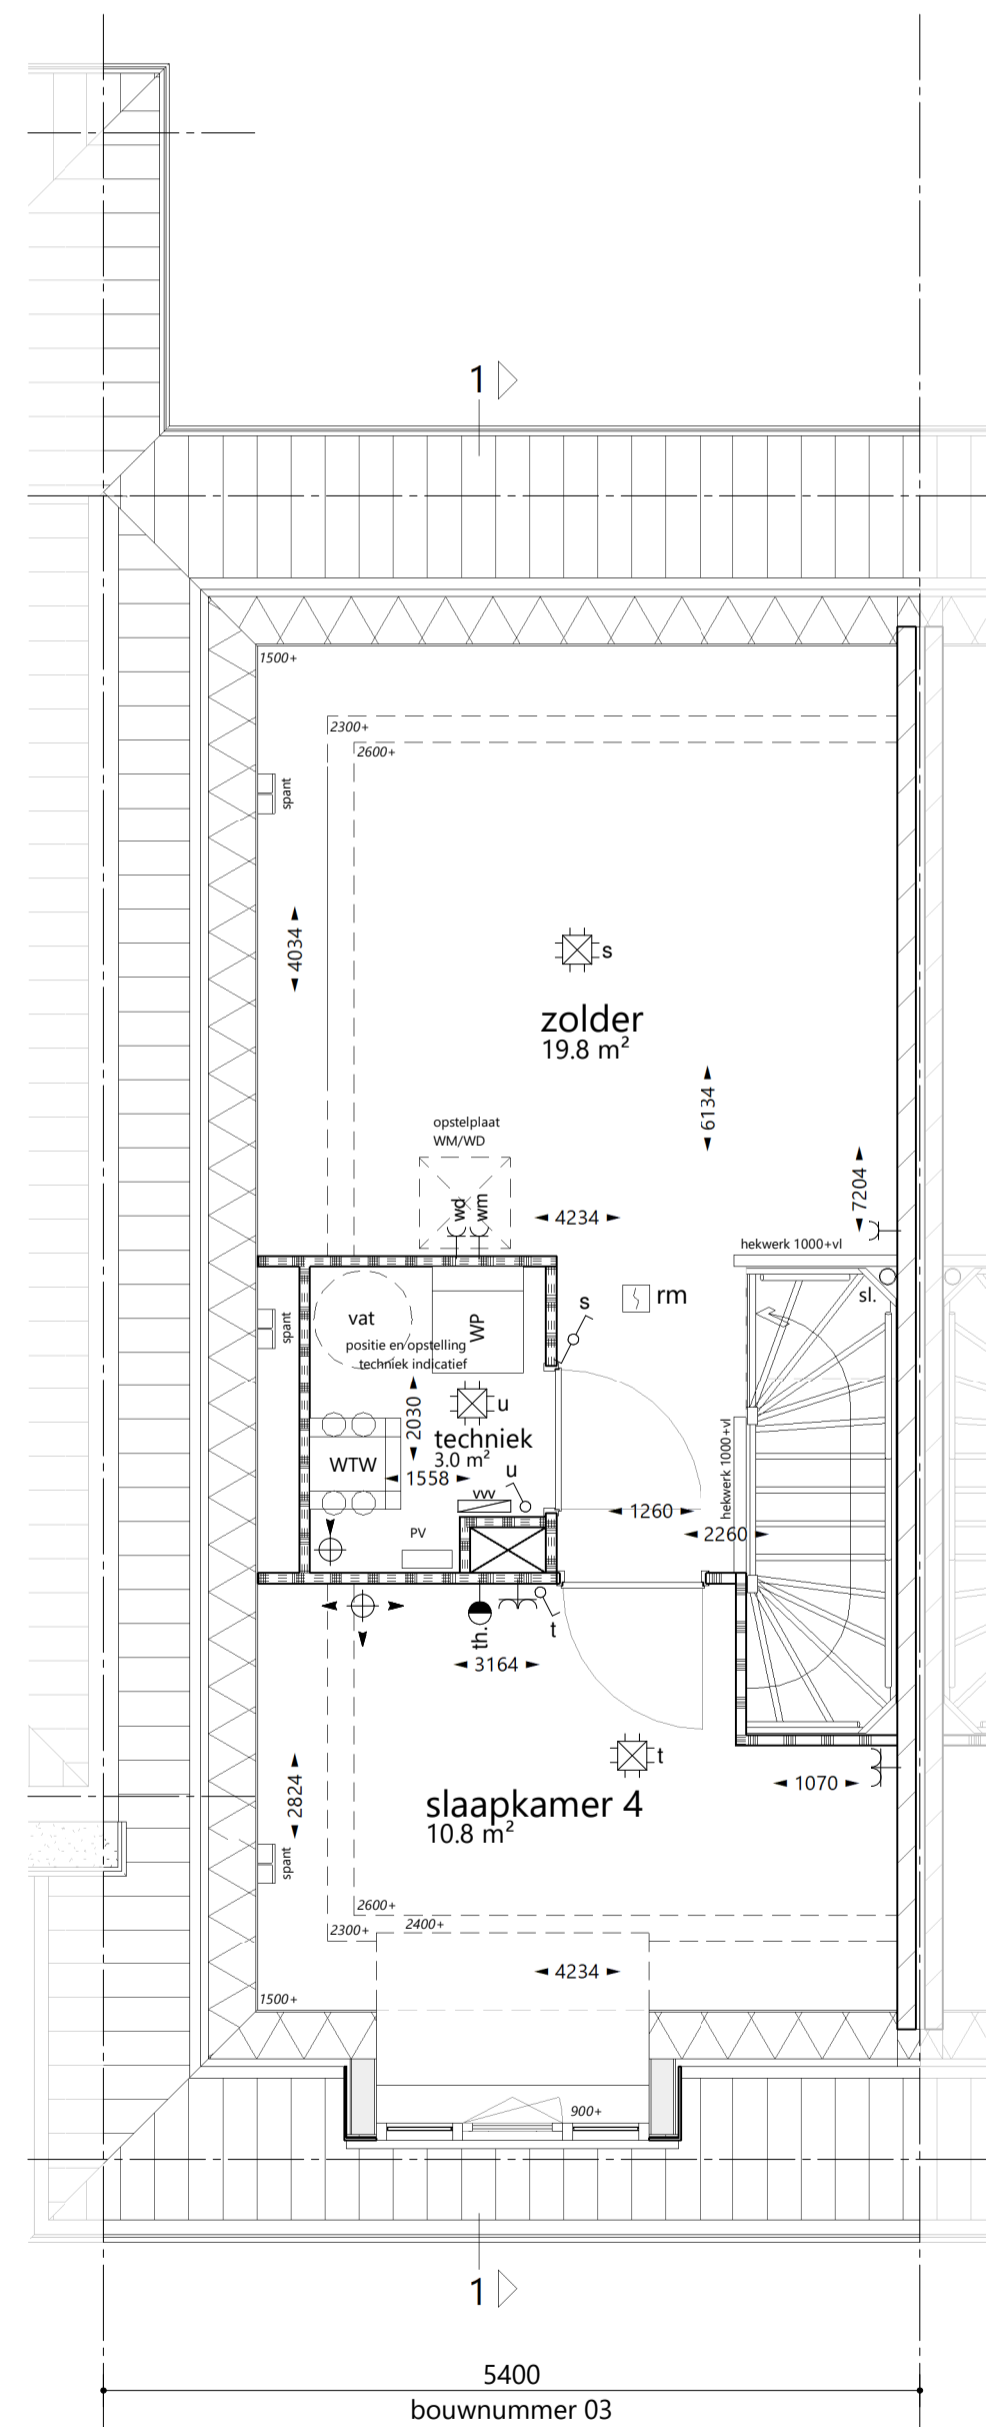 1
1500+
2300+
2600+
spant
4034
s
zolder
19.8 m²
6134
opstelplaat
WM/WD
7204
wd
wm
4234
hekwerk 1000+vl
sl.
rm
s
vat
WP
spant
positie en opstelling
techniek indicatief
2030
u
techniek
3.0 m²
WTW
1558
u
vvv
hekwerk 1000+vl
1260
2260
PV
th.
t
3164
t
1070
2824
slaapkamer 4
10.8 m²
spant
2600+
2300+
2400+
4234
1500+
900+
1
5400
bouwnummer 03